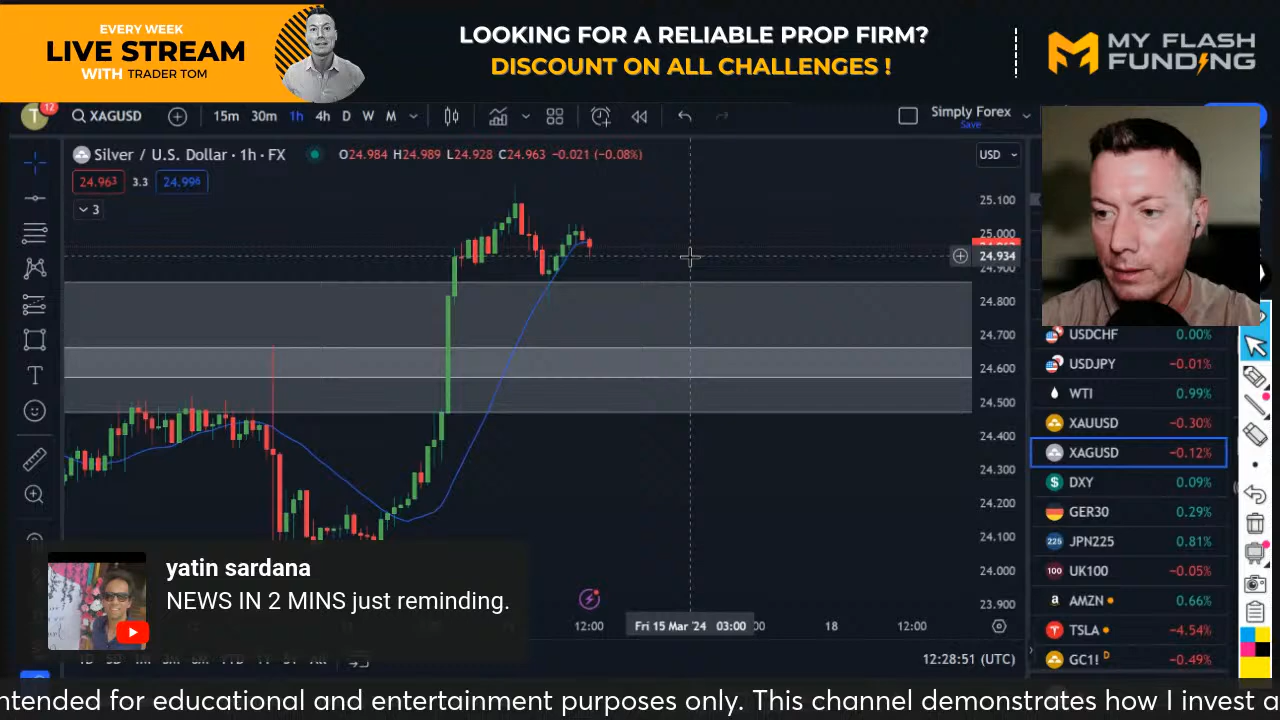 EVERY WEEK
LIVE STREAM
WITH TRADER TOM
LOOKING FOR A RELIABLE PROP FIRM?
DISCOUNT ON ALL CHALLENGES !
MY FLASH
FUNDING
T
12
XAGUSD
15m 30m 1h 4h D W M
Simply Forex
Save
Silver / U.S. Dollar · 1h · FX
O24.984 H24.989 L24.928 C24.963 −0.021 (−0.08%)
USD
24.963 3.3 24.996
3
25.100
25.000
24.934
24.900
24.800
24.700
24.600
24.500
24.400
24.300
24.200
24.100
24.000
23.900
USDCHF 0.00%
USDJPY −0.01%
WTI 0.99%
XAUUSD −0.30%
XAGUSD −0.12%
DXY 0.09%
GER30 0.29%
225 JPN225 0.81%
100 UK100 −0.05%
AMZN 0.66%
TSLA −4.54%
GC1! D −0.49%
yatin sardana
NEWS IN 2 MINS just reminding.
12:00 Fri 15 Mar '24 03:00 18 12:00
12:28:51 (UTC)
ntended for educational and entertainment purposes only. This channel demonstrates how I invest a